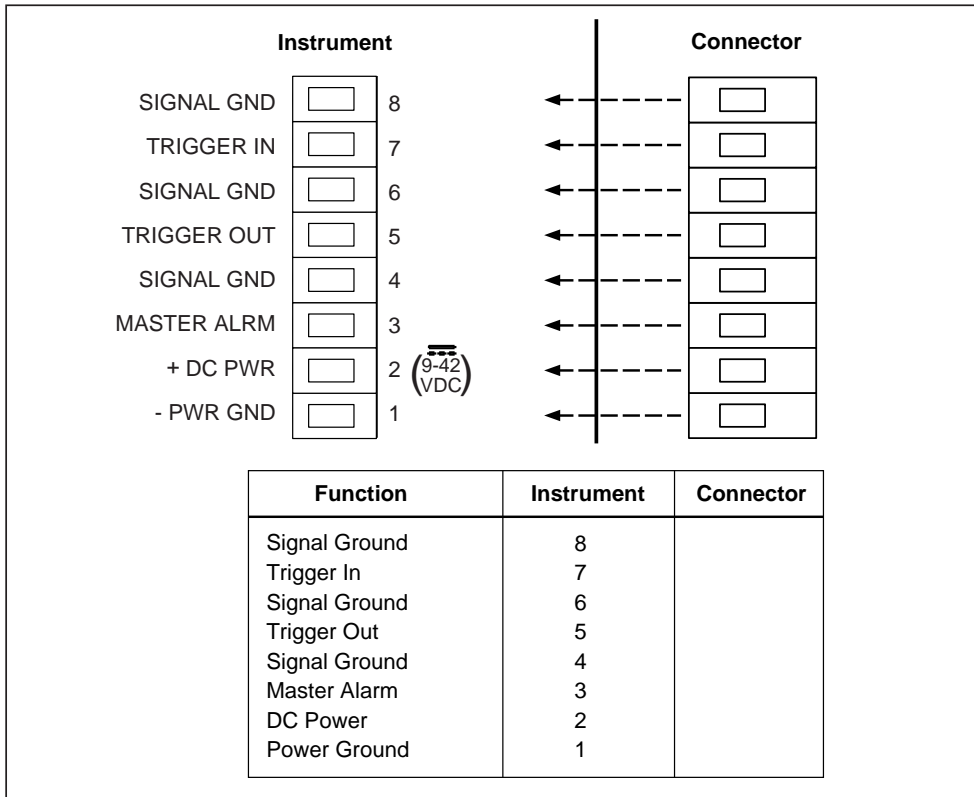 Instrument Connector
SIGNAL GND 8
TRIGGER IN 7
SIGNAL GND 6
TRIGGER OUT 5
SIGNAL GND 4
MASTER ALRM 3
+ DC PWR 2 (9-42 VDC)
- PWR GND 1
Function Instrument Connector
Signal Ground 8
Trigger In 7
Signal Ground 6
Trigger Out 5
Signal Ground 4
Master Alarm 3
DC Power 2
Power Ground 1